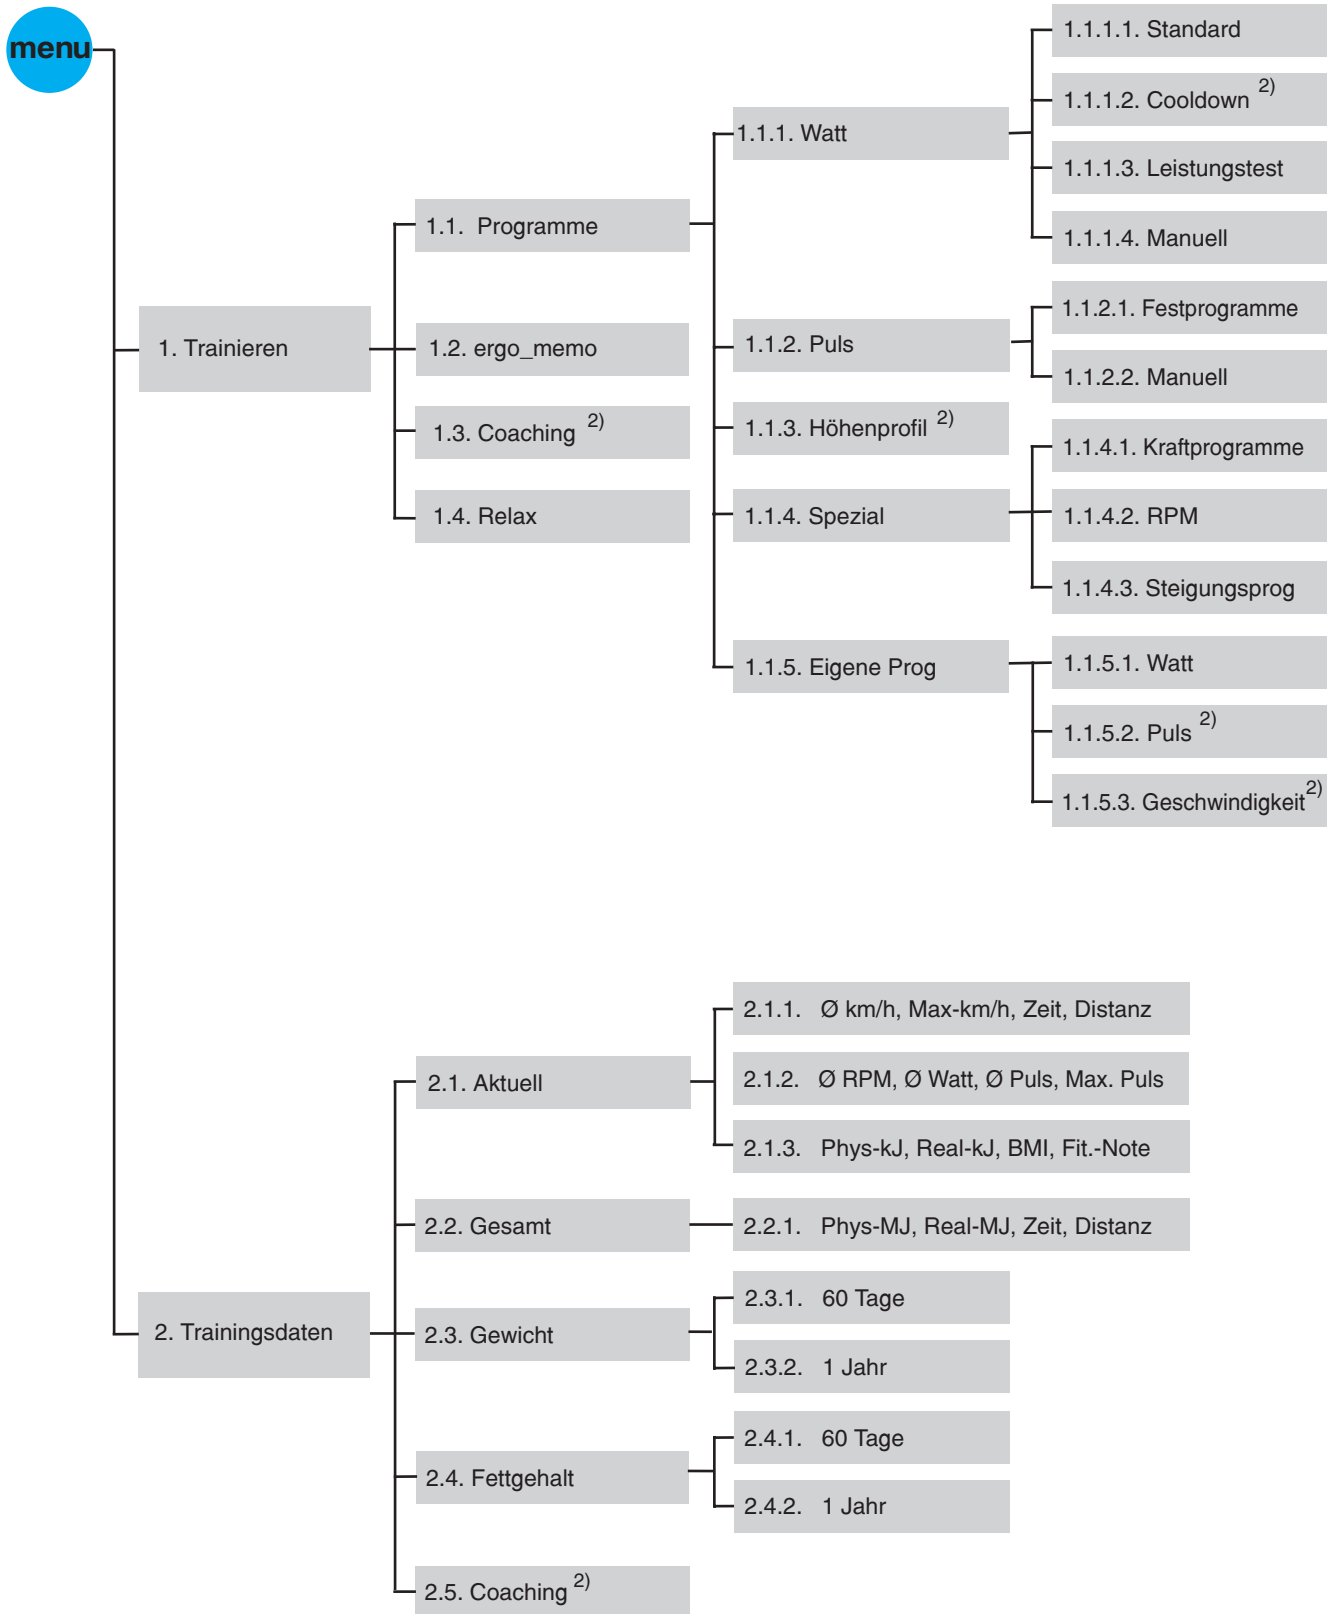 menu
1. Trainieren
1.1. Programme
1.1.1. Watt
1.1.1.1. Standard
1.1.1.2. Cooldown 2)
1.1.1.3. Leistungstest
1.1.1.4. Manuell
1.1.2. Puls
1.1.2.1. Festprogramme
1.1.2.2. Manuell
1.1.3. Höhenprofil 2)
1.1.4. Spezial
1.1.4.1. Kraftprogramme
1.1.4.2. RPM
1.1.4.3. Steigungsprog
1.1.5. Eigene Prog
1.1.5.1. Watt
1.1.5.2. Puls 2)
1.1.5.3. Geschwindigkeit 2)
1.2. ergo_memo
1.3. Coaching 2)
1.4. Relax
2. Trainingsdaten
2.1. Aktuell
2.1.1. Ø km/h, Max-km/h, Zeit, Distanz
2.1.2. Ø RPM, Ø Watt, Ø Puls, Max. Puls
2.1.3. Phys-kJ, Real-kJ, BMI, Fit.-Note
2.2. Gesamt
2.2.1. Phys-MJ, Real-MJ, Zeit, Distanz
2.3. Gewicht
2.3.1. 60 Tage
2.3.2. 1 Jahr
2.4. Fettgehalt
2.4.1. 60 Tage
2.4.2. 1 Jahr
2.5. Coaching 2)